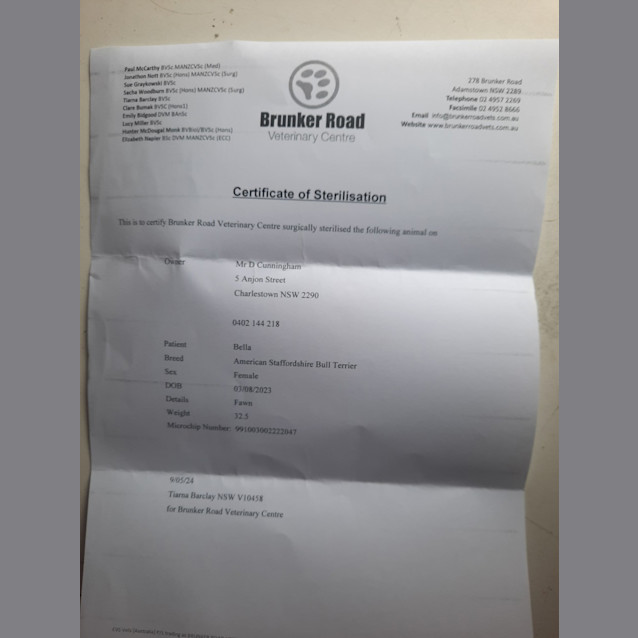 Paul McCarthy BVSc MANZCVSc (Med)
Jonathon Nott BVSc (Hons) MANZCVSc (Surg)
Sue Graykowski BVSc
Sacha Woodburn BVSc (Hons) MANZCVSc (Surg)
Tiarna Barclay BVSc
Clare Bumak BVSC (Hons1)
Emily Bidgood DVM BAnSc
Lucy Miller BVSc
Hunter McDougal Monk BVBiol/BVSc (Hons)
Elizabeth Napier BSc DVM MANZCVSc (ECC)
Brunker Road
Veterinary Centre
278 Brunker Road
Adamstown NSW 2289
Telephone 02 4957 2269
Facsimile 02 4952 8666
Email info@brunkerroadvets.com.au
Website www.brunkerroadvets.com.au
Certificate of Sterilisation
This is to certify Brunker Road Veterinary Centre surgically sterilised the following animal on
Owner Mr D Cunningham
5 Anjon Street
Charlestown NSW 2290
0402 144 218
Patient Bella
Breed American Staffordshire Bull Terrier
Sex Female
DOB 03/08/2023
Details Fawn
Weight 32.5
Microchip Number: 991003002222047
9/05/24
Tiarna Barclay NSW V10458
for Brunker Road Veterinary Centre